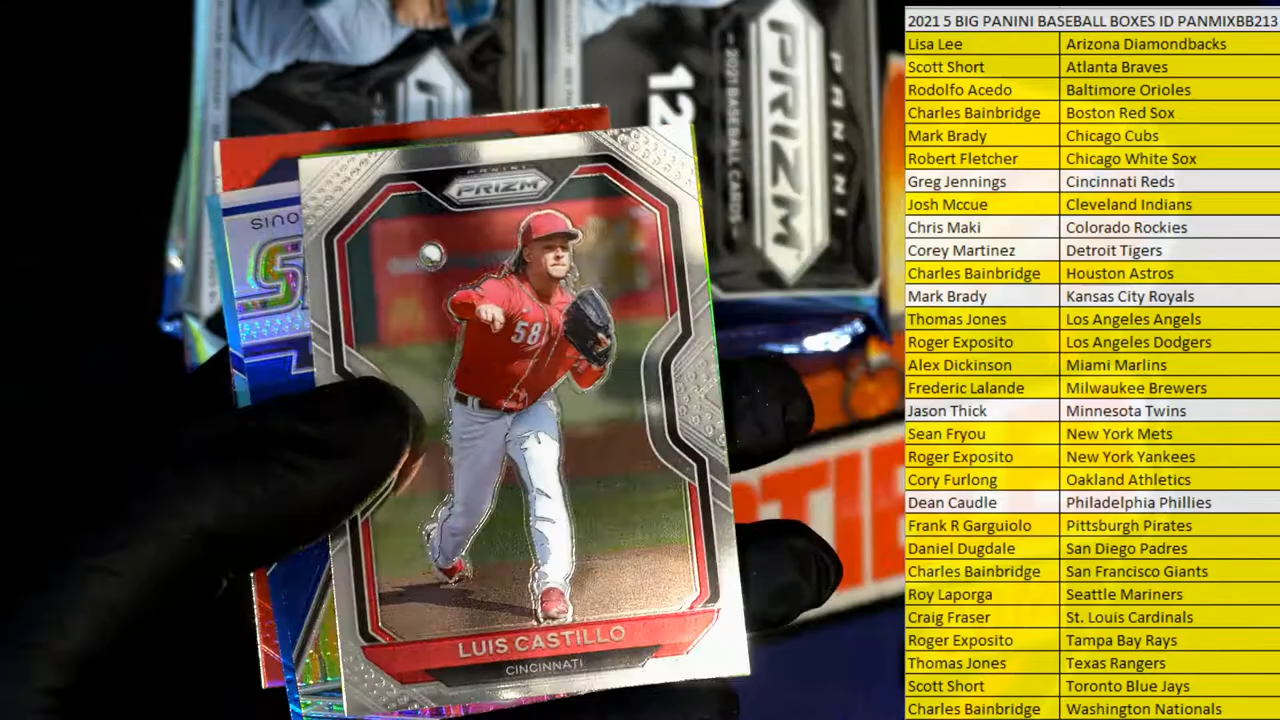 12
PANINI
PRIZM
2021 BASEBALL CARDS
PANINI
PRIZM
58
LUIS CASTILLO
CINCINNATI
2021 5 BIG PANINI BASEBALL BOXES ID PANMIXBB213
Lisa Lee Arizona Diamondbacks
Scott Short Atlanta Braves
Rodolfo Acedo Baltimore Orioles
Charles Bainbridge Boston Red Sox
Mark Brady Chicago Cubs
Robert Fletcher Chicago White Sox
Greg Jennings Cincinnati Reds
Josh Mccue Cleveland Indians
Chris Maki Colorado Rockies
Corey Martinez Detroit Tigers
Charles Bainbridge Houston Astros
Mark Brady Kansas City Royals
Thomas Jones Los Angeles Angels
Roger Exposito Los Angeles Dodgers
Alex Dickinson Miami Marlins
Frederic Lalande Milwaukee Brewers
Jason Thick Minnesota Twins
Sean Fryou New York Mets
Roger Exposito New York Yankees
Cory Furlong Oakland Athletics
Dean Caudle Philadelphia Phillies
Frank R Garguiolo Pittsburgh Pirates
Daniel Dugdale San Diego Padres
Charles Bainbridge San Francisco Giants
Roy Laporga Seattle Mariners
Craig Fraser St. Louis Cardinals
Roger Exposito Tampa Bay Rays
Thomas Jones Texas Rangers
Scott Short Toronto Blue Jays
Charles Bainbridge Washington Nationals